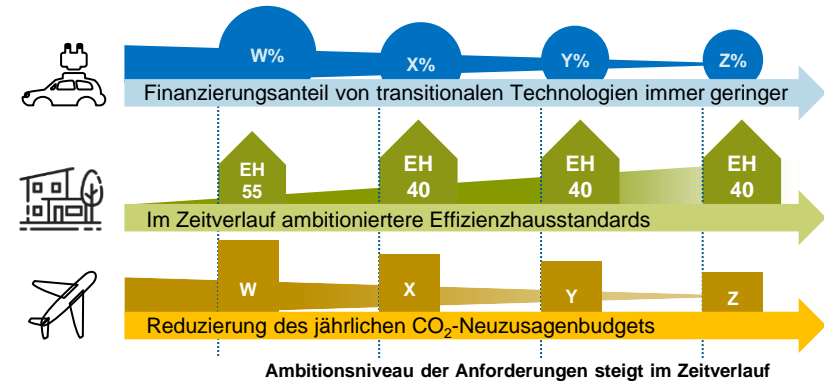 W%
X%
Y%
Z%
Finanzierungsanteil von transitionalen Technologien immer geringer
EH
55
EH
40
EH
40
EH
40
Im Zeitverlauf ambitioniertere Effizienzhausstandards
W
X
Y
Z
Reduzierung des jährlichen CO₂-Neuzusagenbudgets
Ambitionsniveau der Anforderungen steigt im Zeitverlauf